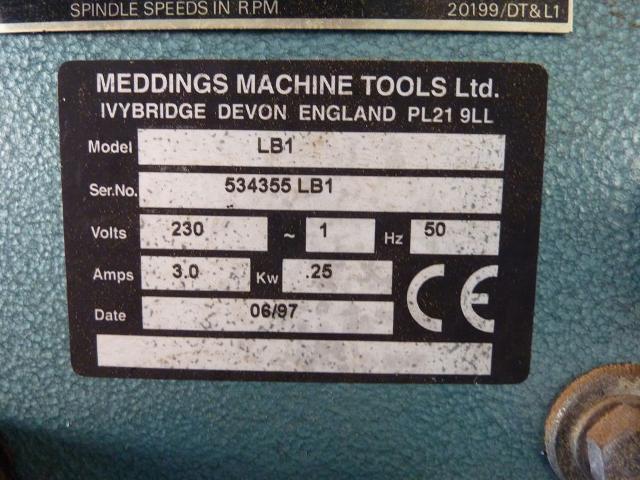 SPINDLE SPEEDS IN R P M 20199/DT&L1
MEDDINGS MACHINE TOOLS Ltd.
IVYBRIDGE DEVON ENGLAND PL21 9LL
Model LB1
Ser.No. 534355 LB1
Volts 230 ~ 1 Hz 50
Amps 3.0 Kw .25
Date 06/97
CE